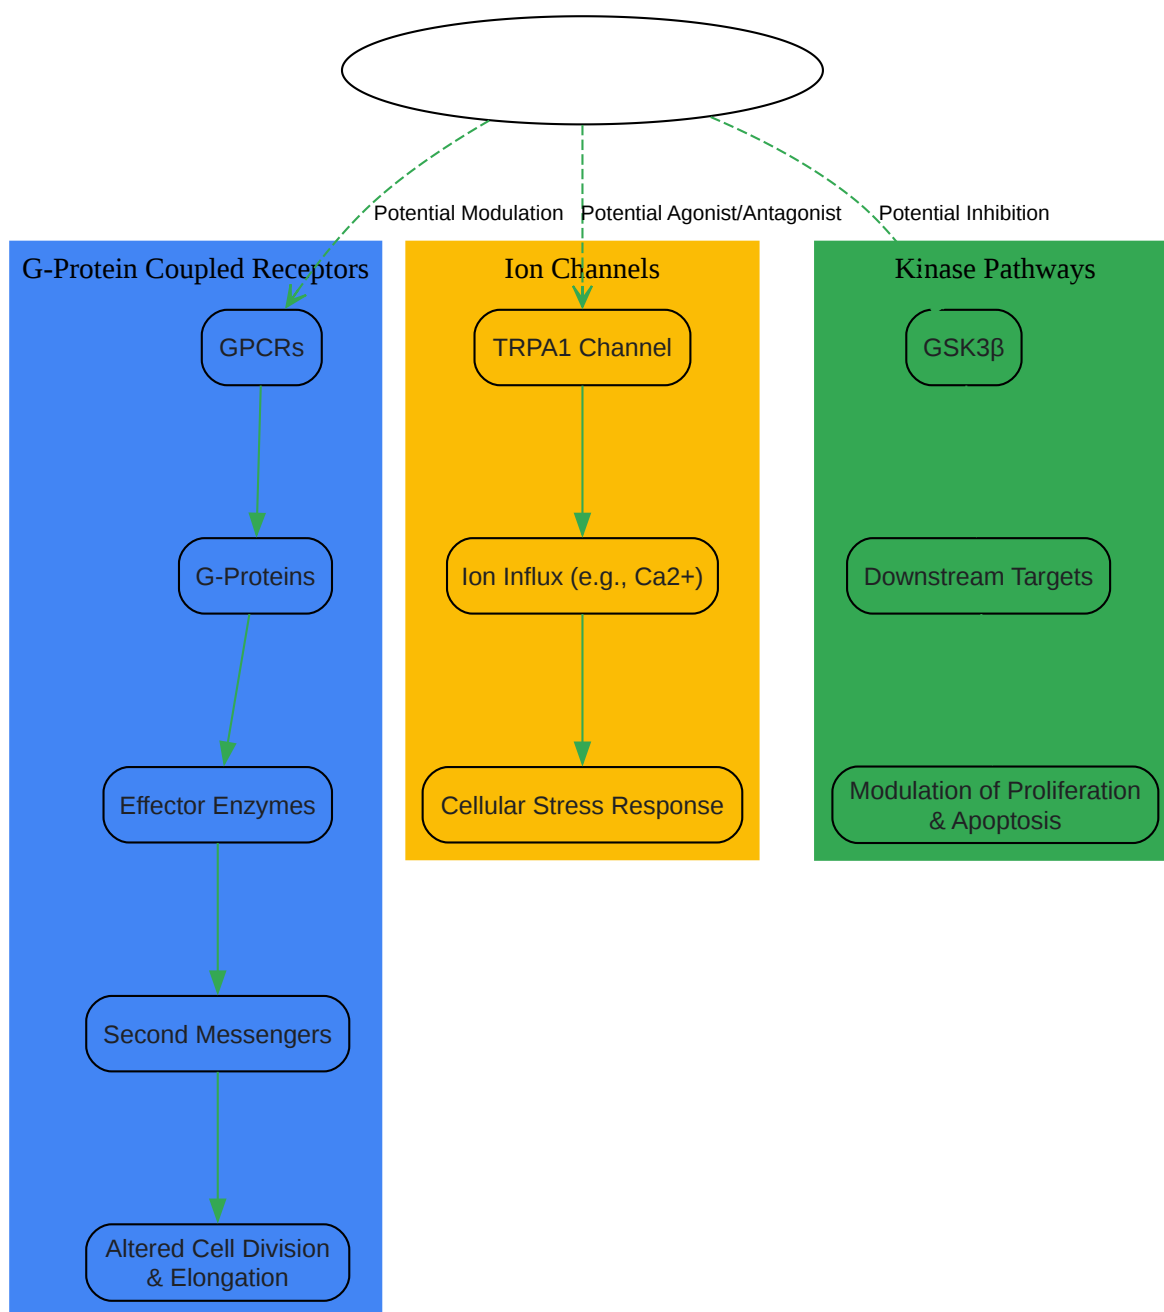 Potential Modulation
Potential Agonist/Antagonist
Potential Inhibition
G-Protein Coupled Receptors
Ion Channels
Kinase Pathways
GPCRs
TRPA1 Channel
GSK3β
G-Proteins
Ion Influx (e.g., Ca2+)
Downstream Targets
Effector Enzymes
Cellular Stress Response
Modulation of Proliferation
& Apoptosis
Second Messengers
Altered Cell Division
& Elongation